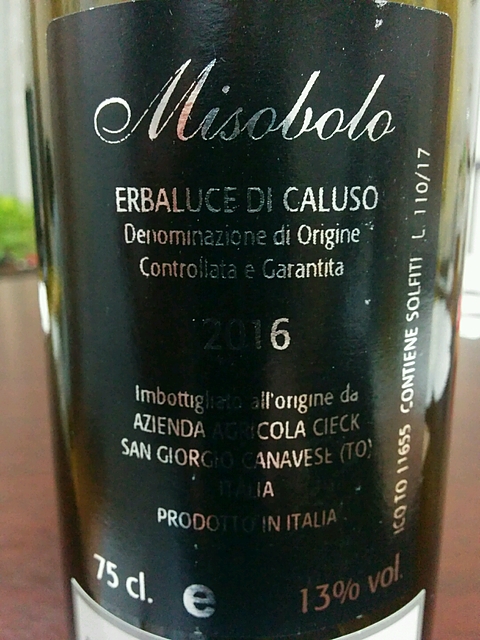 Misobolo
ERBALUCE DI CALUSO
Denominazione di Origine
Controllata e Garantita
2016
Imbottigliato all'origine da
AZIENDA AGRICOLA CIECK
SAN GIORGIO CANAVESE (TO)
ITALIA
PRODOTTO IN ITALIA
75 cl. e 13% vol.
ICQ TO 11655 CONTIENE SOLFITI L. 110/17